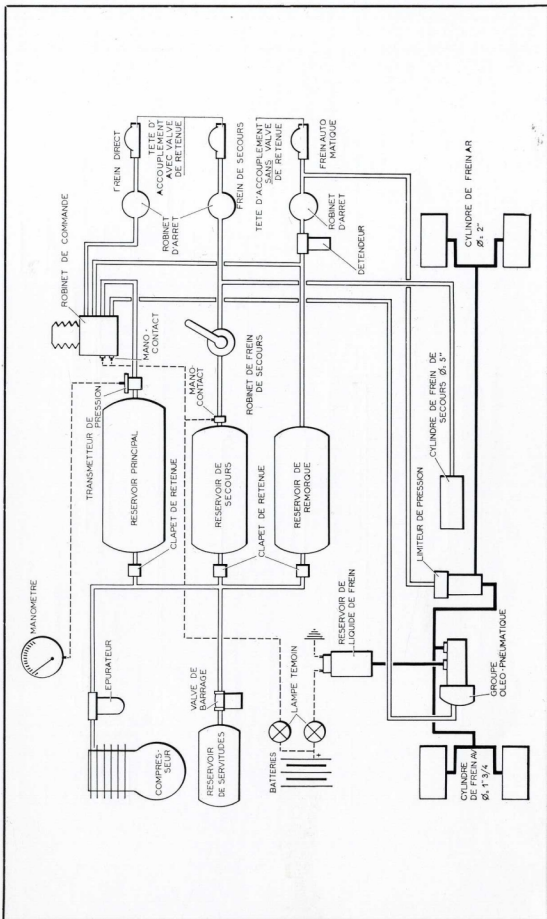 MANOMETRE
EPURATEUR
COMPRES-
SEUR
VALVE DE
BARRAGE
RESERVOIR
DE SERVITUDES
BATTERIES
LAMPE TEMOIN
RESERVOIR DE
LIQUIDE DE FREIN
GROUPE
OLEO-PNEUMATIQUE
CYLINDRE
DE FREIN AV
Ø. 1" 3/4
TRANSMETTEUR DE
PRESSION
RESERVOIR PRINCIPAL
CLAPET DE RETENUE
MANO-
CONTACT
RESERVOIR DE
SECOURS
CLAPET DE RETENUE
RESERVOIR DE
REMORQUE
LIMITEUR DE PRESSION
CYLINDRE DE FREIN DE
SECOURS Ø. 5"
ROBINET DE COMMANDE
MANO-
CONTACT
ROBINET DE FREIN
DE SECOURS
FREIN DIRECT
TETE D'
ACCOUPLEMENT
AVEC VALVE
DE RETENUE
ROBINET
D'ARRET
FREIN DE SECOURS
TETE D'ACCOUPLEMENT
SANS VALVE
DE RETENUE
ROBINET
D'ARRET
FREIN AUTO
MATIQUE
DETENDEUR
CYLINDRE DE FREIN AR
Ø. 2"